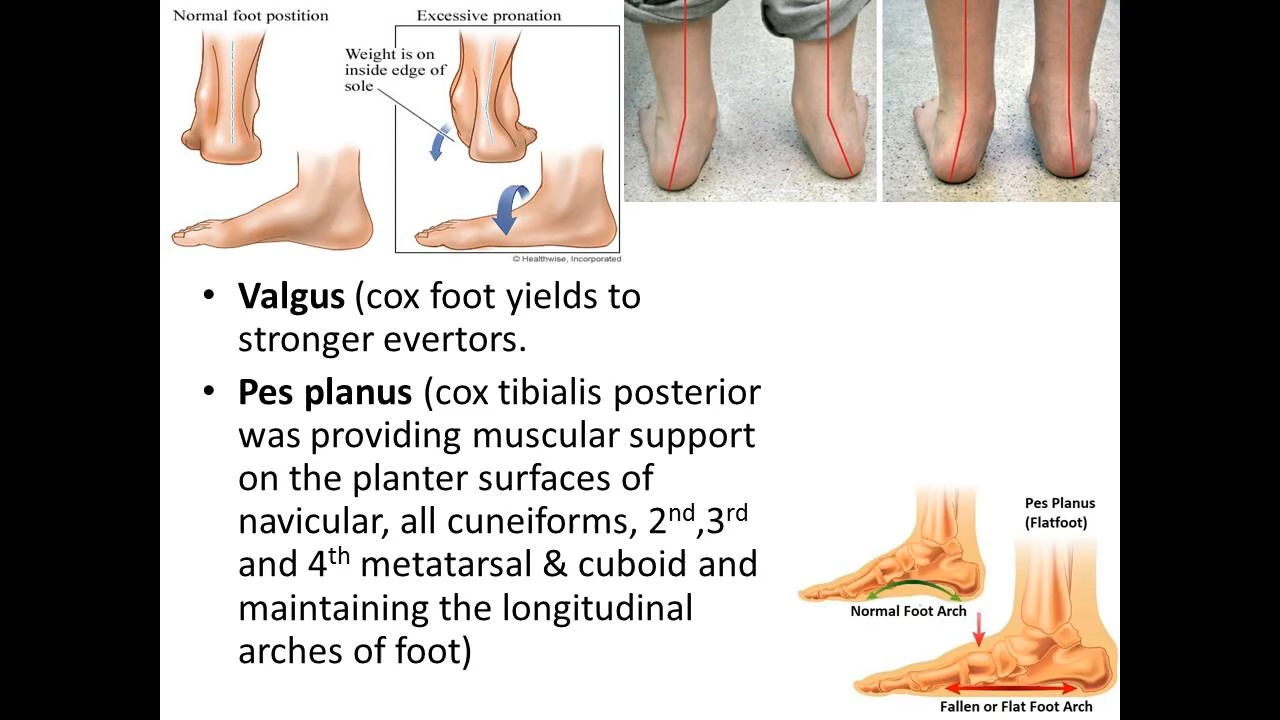 Normal foot postition
Excessive pronation
Weight is on
inside edge of
sole
© Healthwise, Incorporated
• Valgus (cox foot yields to
stronger evertors.
• Pes planus (cox tibialis posterior
was providing muscular support
on the planter surfaces of
navicular, all cuneiforms, 2nd,3rd
and 4th metatarsal & cuboid and
maintaining the longitudinal
arches of foot)
Pes Planus
(Flatfoot)
Normal Foot Arch
Fallen or Flat Foot Arch